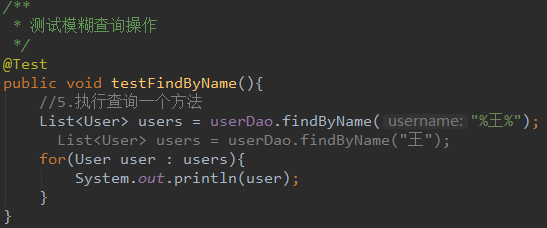 /**
 * 测试模糊查询操作
 */
@Test
public void testFindByName(){
    //5.执行查询一个方法
    List<User> users = userDao.findByName( username: "%王%");
      List<User> users = userDao.findByName("王");
    for(User user : users){
        System.out.println(user);
    }
}